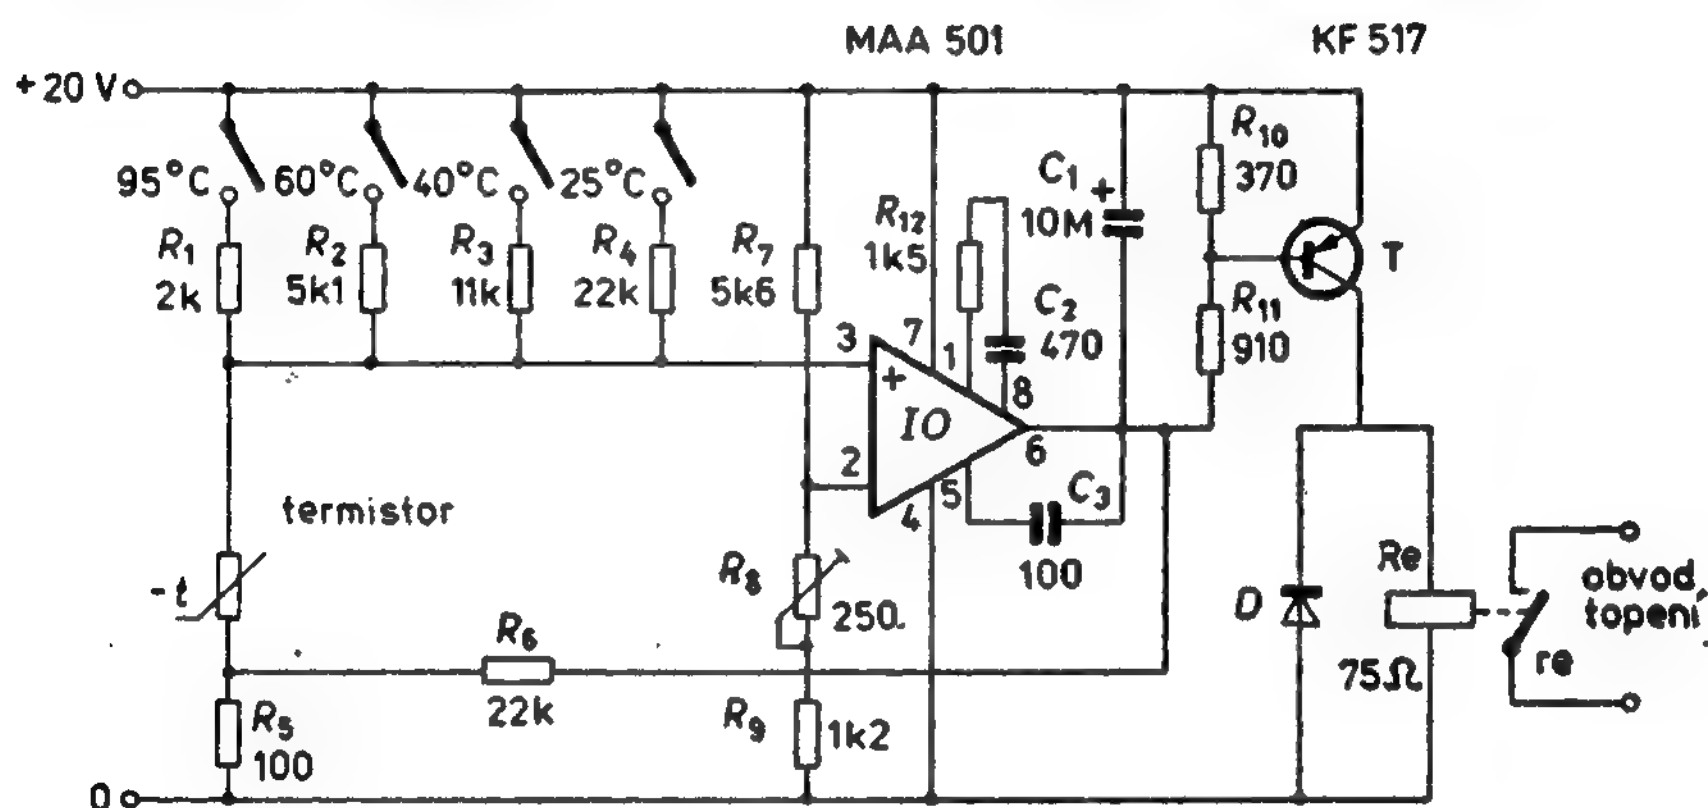 MAA 501
KF 517
+20 V
95°C
60°C
40°C
25°C
R1
2k
R2
5k1
R3
11k
R4
22k
R7
5k6
R12
1k5
C1
+
10M
C2
470
R10
370
R11
910
T
3
7
1
8
+
IO
6
2
4
5
C3
100
termistor
-t
R8
250
R6
22k
R5
100
R9
1k2
D
Re
75Ω
re
obvod
topení
0